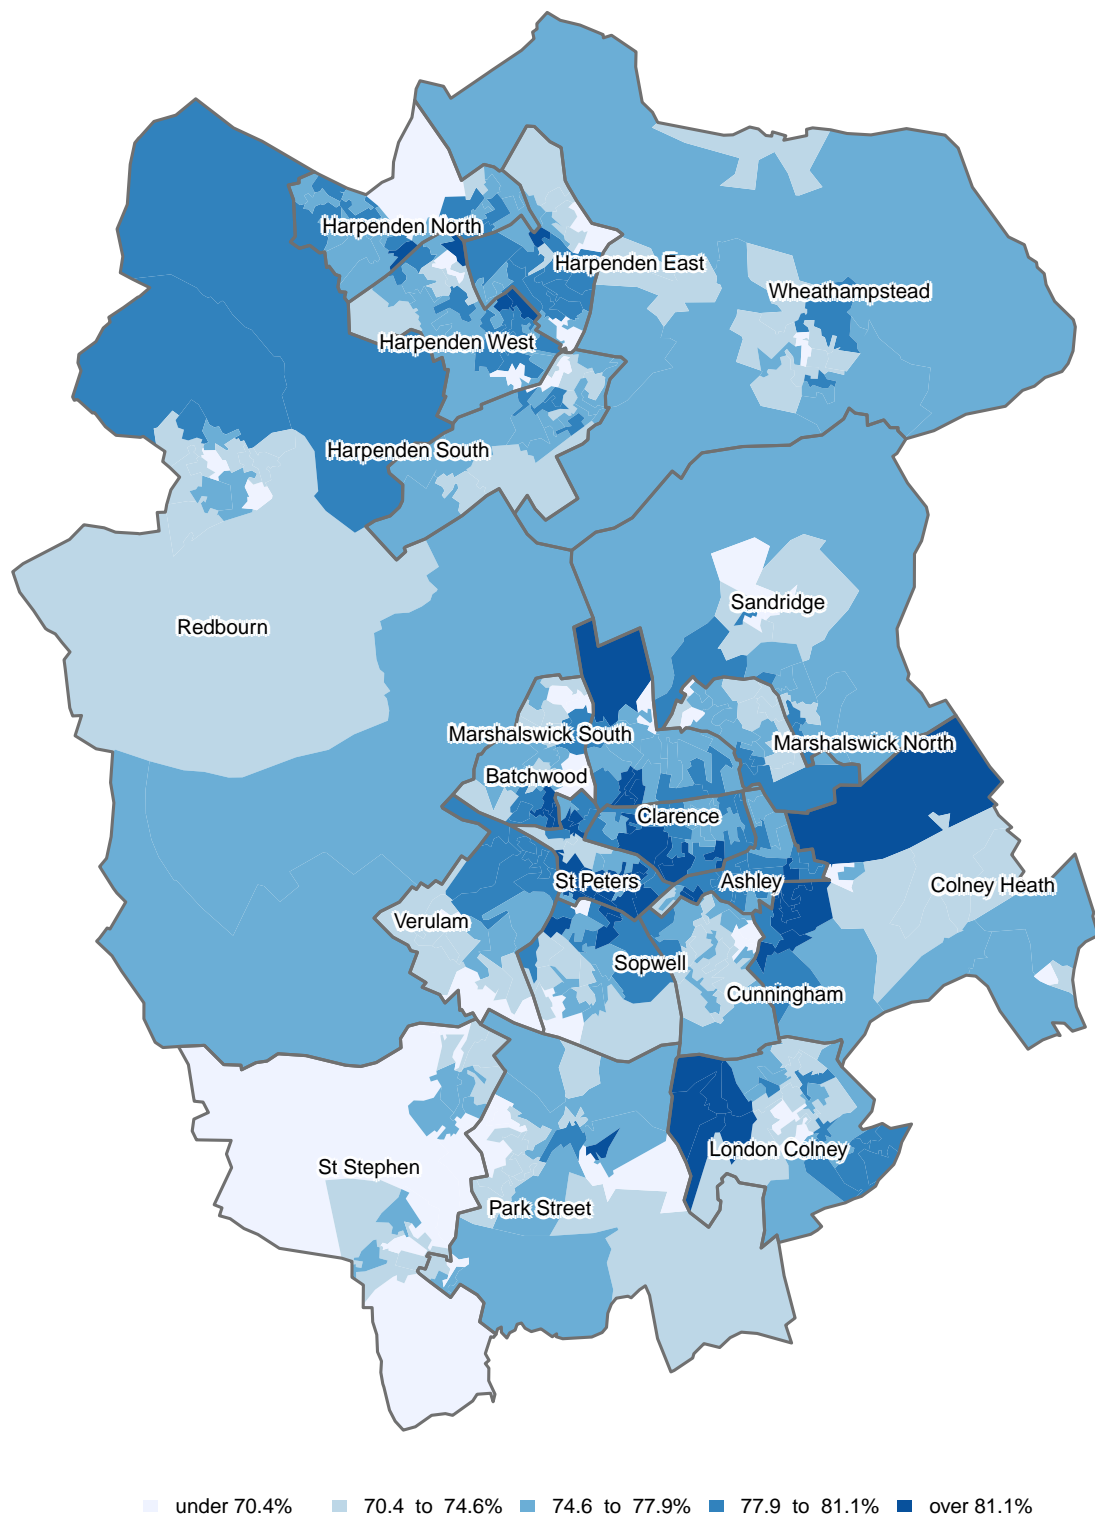 Harpenden North
Harpenden East
Wheathampstead
Harpenden West
Harpenden South
Sandridge
Redbourn
Marshalswick South
Marshalswick North
Batchwood
Clarence
St Peters
Ashley
Colney Heath
Verulam
Sopwell
Cunningham
London Colney
St Stephen
Park Street
under 70.4% 70.4 to 74.6% 74.6 to 77.9% 77.9 to 81.1% over 81.1%